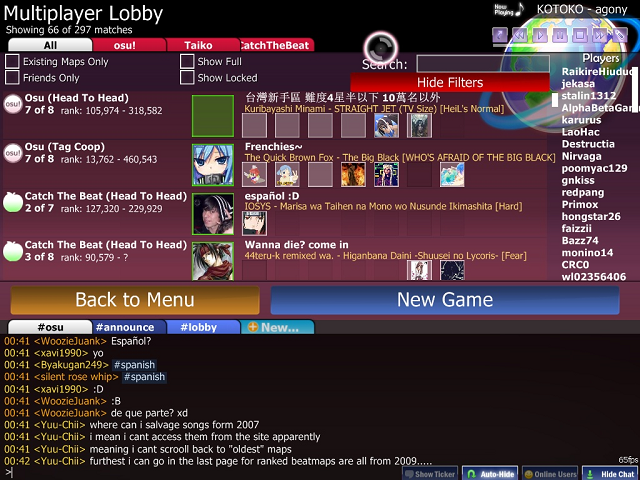 Multiplayer Lobby
Showing 66 of 297 matches
Now Playing
KOTOKO - agony
All
osu!
Taiko
CatchTheBeat
Existing Maps Only
Show Full
Friends Only
Show Locked
Search:
Hide Filters
Players
RaikireHiudud
jekasa
stalin1312
AlphaBetaGam
karurus
LaoHac
Destructia
Nirvaga
poomyac129
gnkiss
redpang
Primox
hongstar26
faizzii
Bazz74
monino14
CRC0
wl02356406
osu!
Osu (Head To Head)
7 of 8 rank: 105,974 - 318,582
台灣新手區 難度4星半以下 10萬名以外
Kuribayashi Minami - STRAIGHT JET (TV Size) [HeiL's Normal]
osu!
Osu (Tag Coop)
7 of 8 rank: 13,762 - 460,543
Frenchies~
The Quick Brown Fox - The Big Black [WHO'S AFRAID OF THE BIG BLACK]
Catch The Beat (Head To Head)
2 of 7 rank: 127,320 - 229,929
español :D
IOSYS - Marisa wa Taihen na Mono wo Nusunde Ikimashita [Hard]
Catch The Beat (Head To Head)
3 of 8 rank: 90,579 - ?
Wanna die? come in
44teru-k remixed wa. - Higanbana Daini -Shuusei no Lycoris- [Fear]
Back to Menu
New Game
#osu
#announce
#lobby
New...
00:41 <WoozieJuank> Español?
00:41 <xavi1990> yo
00:41 <Byakugan249> #spanish
00:41 <silent rose whip> #spanish
00:41 <xavi1990> :D
00:41 <WoozieJuank> :B
00:41 <WoozieJuank> de que parte? xd
00:41 <Yuu-Chii> where can i salvage songs form 2007
00:41 <Yuu-Chii> i mean i cant access them from the site apparently
00:41 <Yuu-Chii> meaning i cant scrooll back to "oldest" maps
00:42 <Yuu-Chii> furthest i can go in the last page for ranked beatmaps are all from 2009.....
65fps
>
Show Ticker
Auto-Hide
Online Users
Hide Chat